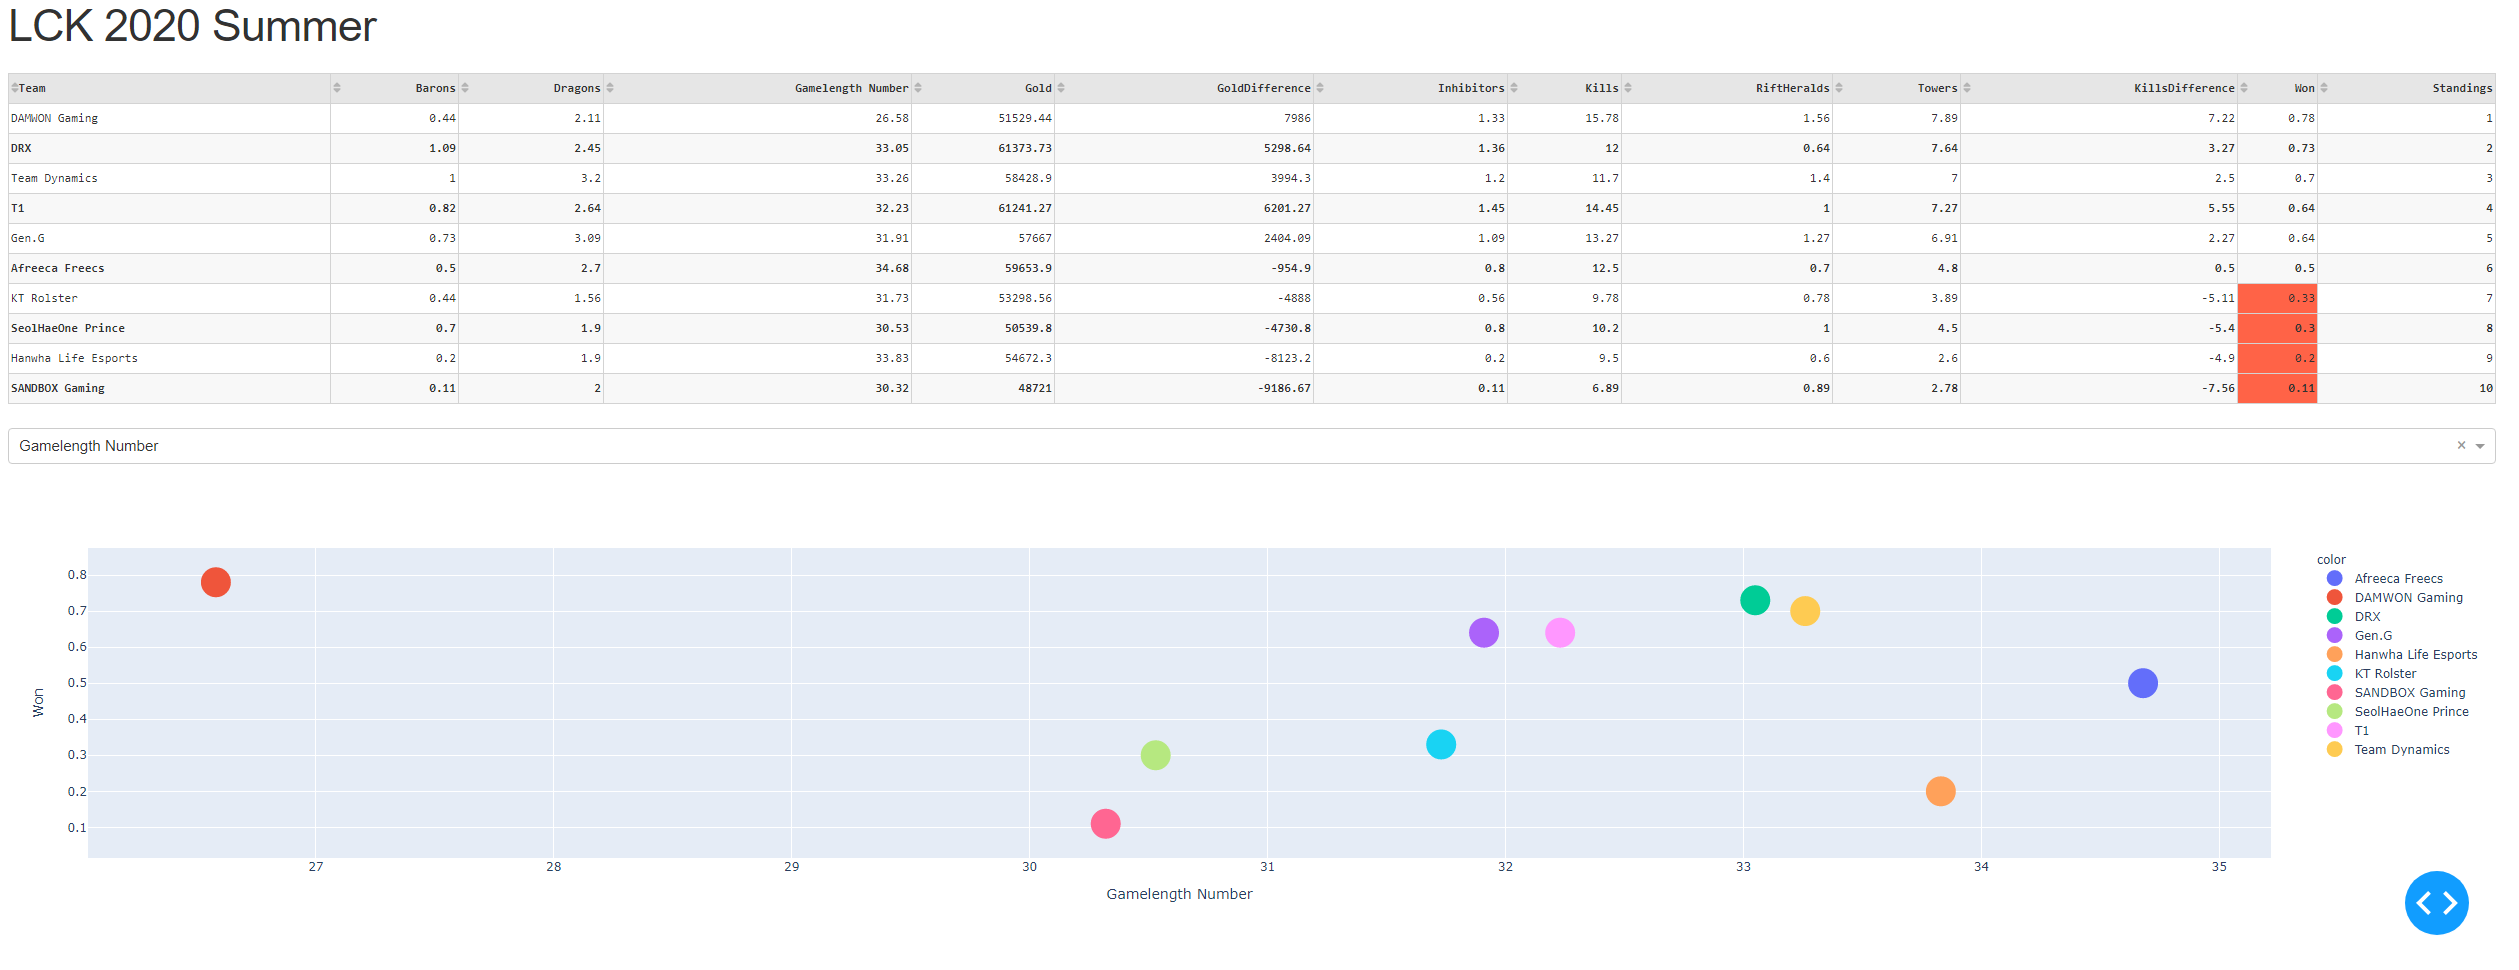 LCK 2020 Summer
Team Barons Dragons Gamelength Number Gold GoldDifference Inhibitors Kills RiftHeralds Towers KillsDifference Won Standings
DAMWON Gaming 0.44 2.11 26.58 51529.44 7986 1.33 15.78 1.56 7.89 7.22 0.78 1
DRX 1.09 2.45 33.05 61373.73 5298.64 1.36 12 0.64 7.64 3.27 0.73 2
Team Dynamics 1 3.2 33.26 58428.9 3994.3 1.2 11.7 1.4 7 2.5 0.7 3
T1 0.82 2.64 32.23 61241.27 6201.27 1.45 14.45 1 7.27 5.55 0.64 4
Gen.G 0.73 3.09 31.91 57667 2404.09 1.09 13.27 1.27 6.91 2.27 0.64 5
Afreeca Freecs 0.5 2.7 34.68 59653.9 -954.9 0.8 12.5 0.7 4.8 0.5 0.5 6
KT Rolster 0.44 1.56 31.73 53298.56 -4888 0.56 9.78 0.78 3.89 -5.11 0.33 7
SeolHaeOne Prince 0.7 1.9 30.53 50539.8 -4730.8 0.8 10.2 1 4.5 -5.4 0.3 8
Hanwha Life Esports 0.2 1.9 33.83 54672.3 -8123.2 0.2 9.5 0.6 2.6 -4.9 0.2 9
SANDBOX Gaming 0.11 2 30.32 48721 -9186.67 0.11 6.89 0.89 2.78 -7.56 0.11 10
Gamelength Number ×
0.8
0.7
0.6
0.5
0.4
0.3
0.2
0.1
Won
27 28 29 30 31 32 33 34 35
Gamelength Number
color
Afreeca Freecs
DAMWON Gaming
DRX
Gen.G
Hanwha Life Esports
KT Rolster
SANDBOX Gaming
SeolHaeOne Prince
T1
Team Dynamics